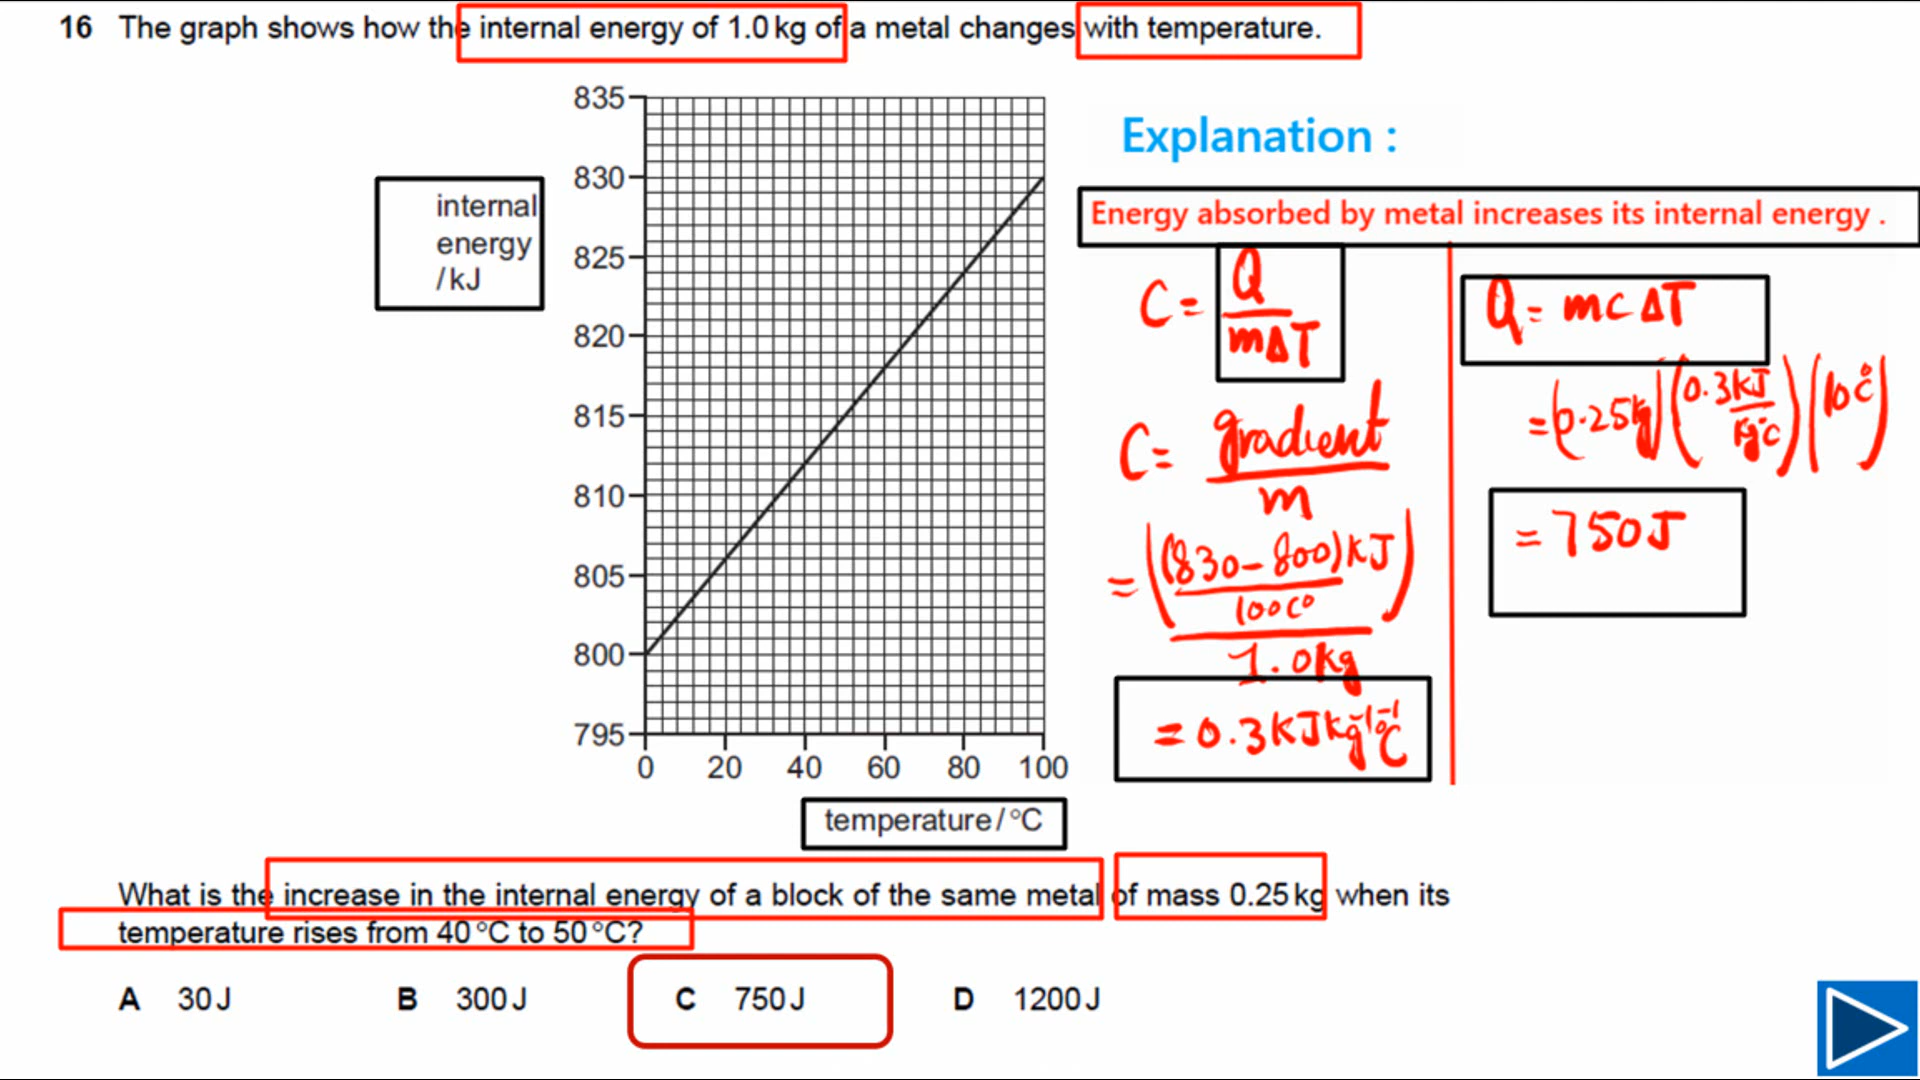 16 The graph shows how the internal energy of 1.0 kg of a metal changes with temperature.
835
830
825
820
815
810
805
800
795
internal
energy
/ kJ
0 20 40 60 80 100
temperature / °C
Explanation :
Energy absorbed by metal increases its internal energy .
C = Q
mΔT
C = gradient
m
= ((830-800)kJ
100C°)
1.0kg
= 0.3kJkg⁻¹°C⁻¹
Q = mcΔT
= (0.25kg)(0.3kJ
kg°C)(10°C)
= 750J
What is the increase in the internal energy of a block of the same metal of mass 0.25 kg when its
temperature rises from 40 °C to 50 °C?
A 30 J B 300 J C 750 J D 1200 J